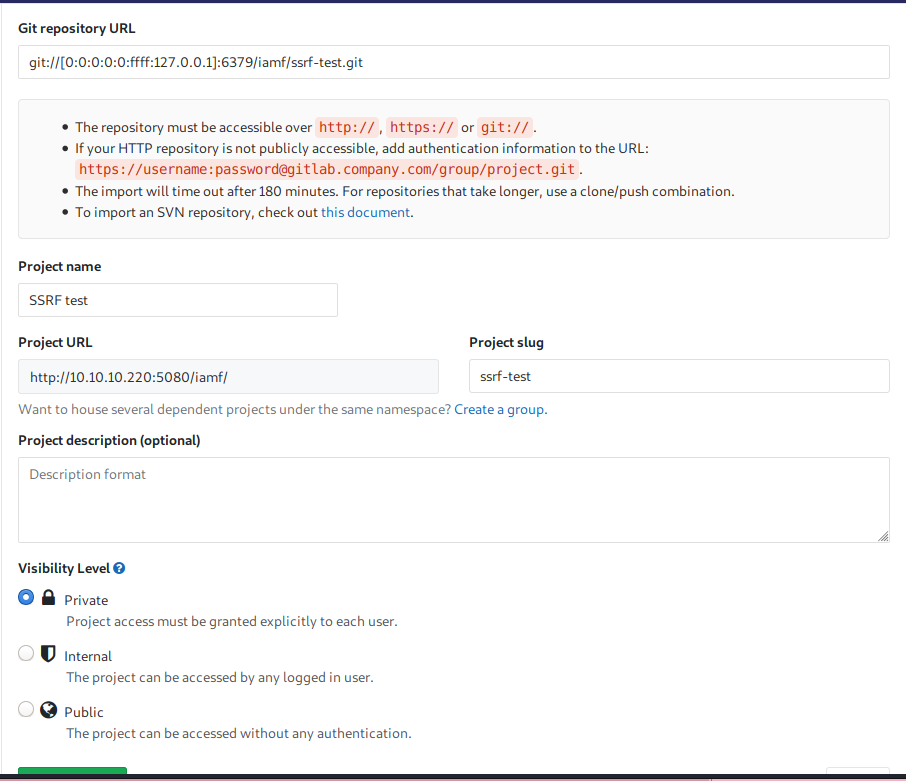 Git repository URL
git://[0:0:0:0:0:ffff:127.0.0.1]:6379/iamf/ssrf-test.git
The repository must be accessible over http://, https:// or git://.
If your HTTP repository is not publicly accessible, add authentication information to the URL:
https://username:password@gitlab.company.com/group/project.git.
The import will time out after 180 minutes. For repositories that take longer, use a clone/push combination.
To import an SVN repository, check out this document.
Project name
SSRF test
Project URL
Project slug
http://10.10.10.220:5080/iamf/
ssrf-test
Want to house several dependent projects under the same namespace? Create a group.
Project description (optional)
Description format
Visibility Level
Private
Project access must be granted explicitly to each user.
Internal
The project can be accessed by any logged in user.
Public
The project can be accessed without any authentication.